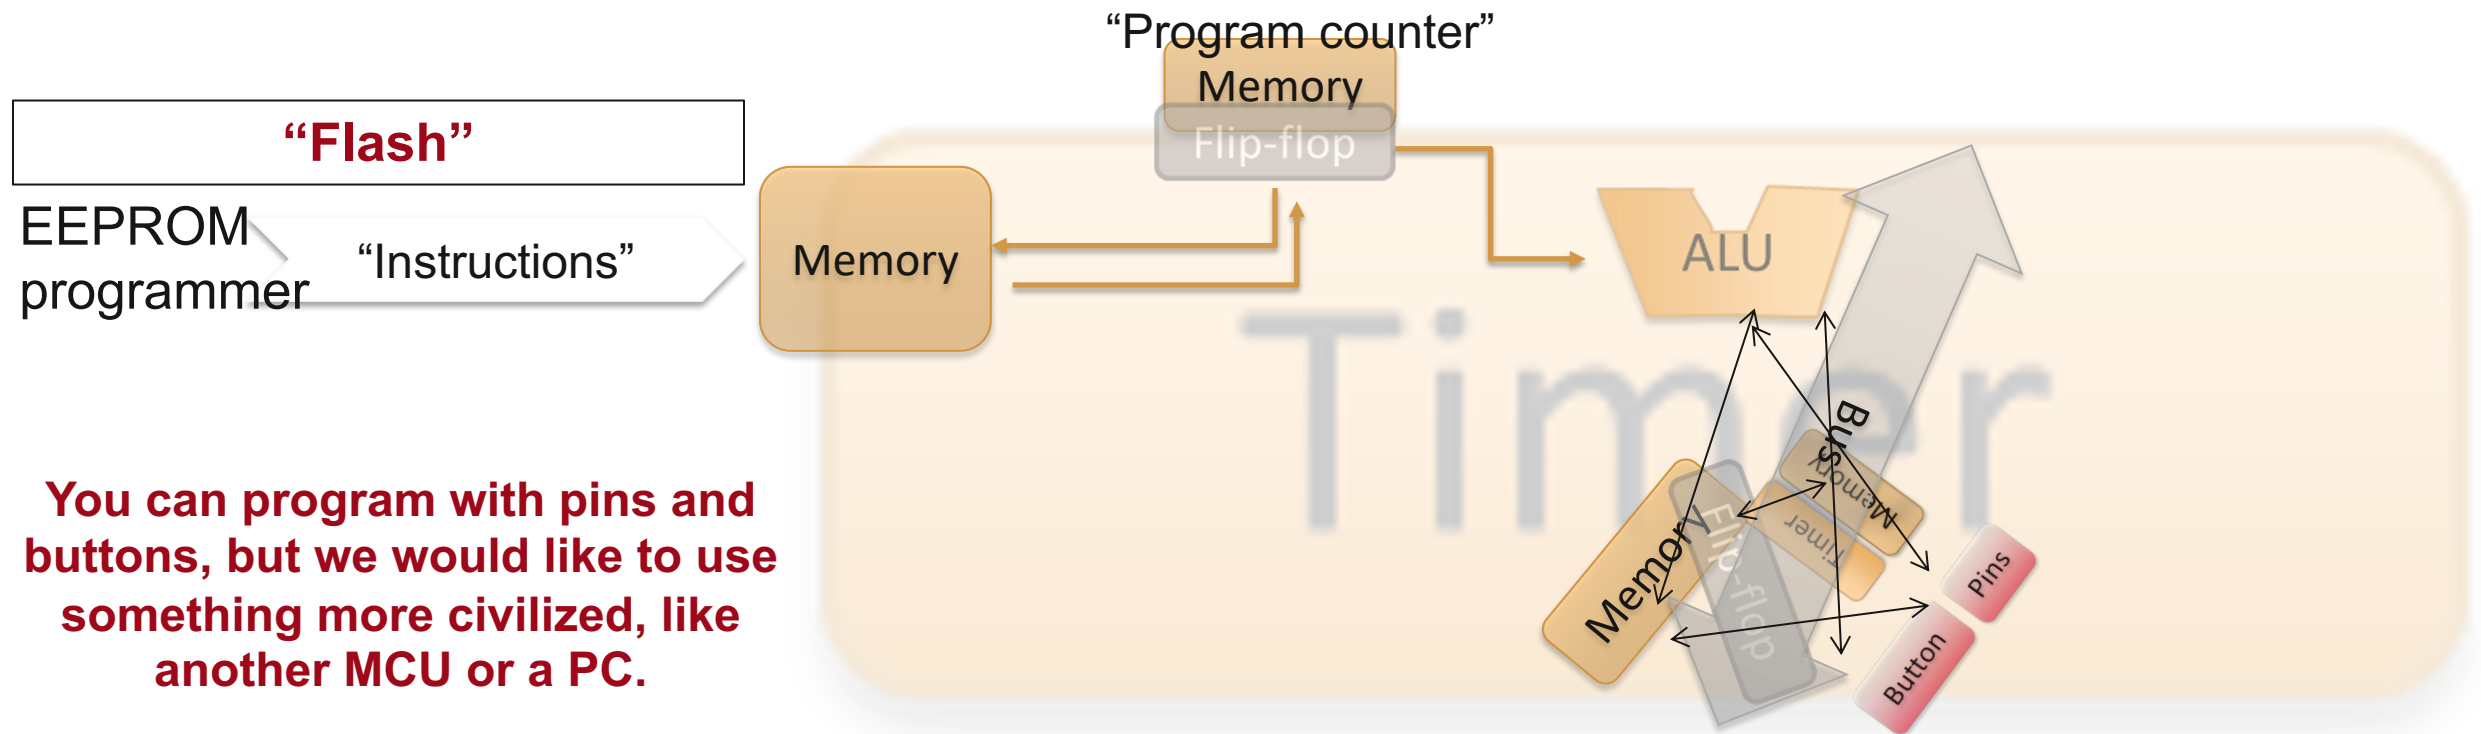 “Program counter”
Memory
Flip-flop
“Flash”
EEPROM
programmer
“Instructions”
Memory
ALU
Timer
Bus
Memory
Timer
Memory
Flip-flop
Pins
Button
You can program with pins and
buttons, but we would like to use
something more civilized, like
another MCU or a PC.